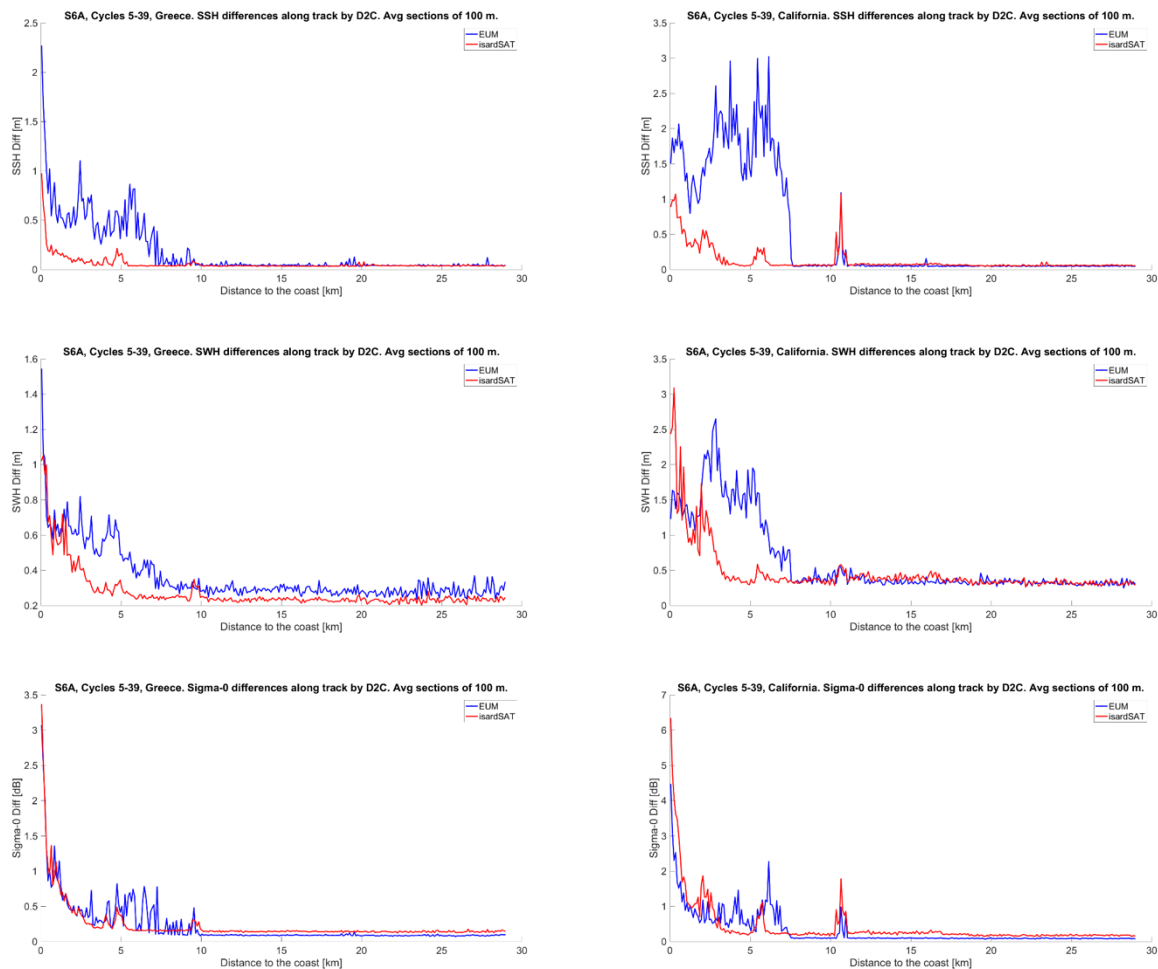 S6A, Cycles 5-39, Greece. SSH differences along track by D2C. Avg sections of 100 m.
EUM
isardSAT
SSH Diff [m]
2.5
2
1.5
1
0.5
0
0 5 10 15 20 25 30
Distance to the coast [km]
S6A, Cycles 5-39, California. SSH differences along track by D2C. Avg sections of 100 m.
EUM
isardSAT
SSH Diff [m]
3.5
3
2.5
2
1.5
1
0.5
0
0 5 10 15 20 25 30
Distance to the coast [km]
S6A, Cycles 5-39, Greece. SWH differences along track by D2C. Avg sections of 100 m.
EUM
isardSAT
SWH Diff [m]
1.6
1.4
1.2
1
0.8
0.6
0.4
0.2
0 5 10 15 20 25 30
Distance to the coast [km]
S6A, Cycles 5-39, California. SWH differences along track by D2C. Avg sections of 100 m.
EUM
isardSAT
SWH Diff [m]
3.5
3
2.5
2
1.5
1
0.5
0
0 5 10 15 20 25 30
Distance to the coast [km]
S6A, Cycles 5-39, Greece. Sigma-0 differences along track by D2C. Avg sections of 100 m.
EUM
isardSAT
Sigma-0 Diff [dB]
3.5
3
2.5
2
1.5
1
0.5
0
0 5 10 15 20 25 30
Distance to the coast [km]
S6A, Cycles 5-39, California. Sigma-0 differences along track by D2C. Avg sections of 100 m.
EUM
isardSAT
Sigma-0 Diff [dB]
7
6
5
4
3
2
1
0
0 5 10 15 20 25 30
Distance to the coast [km]